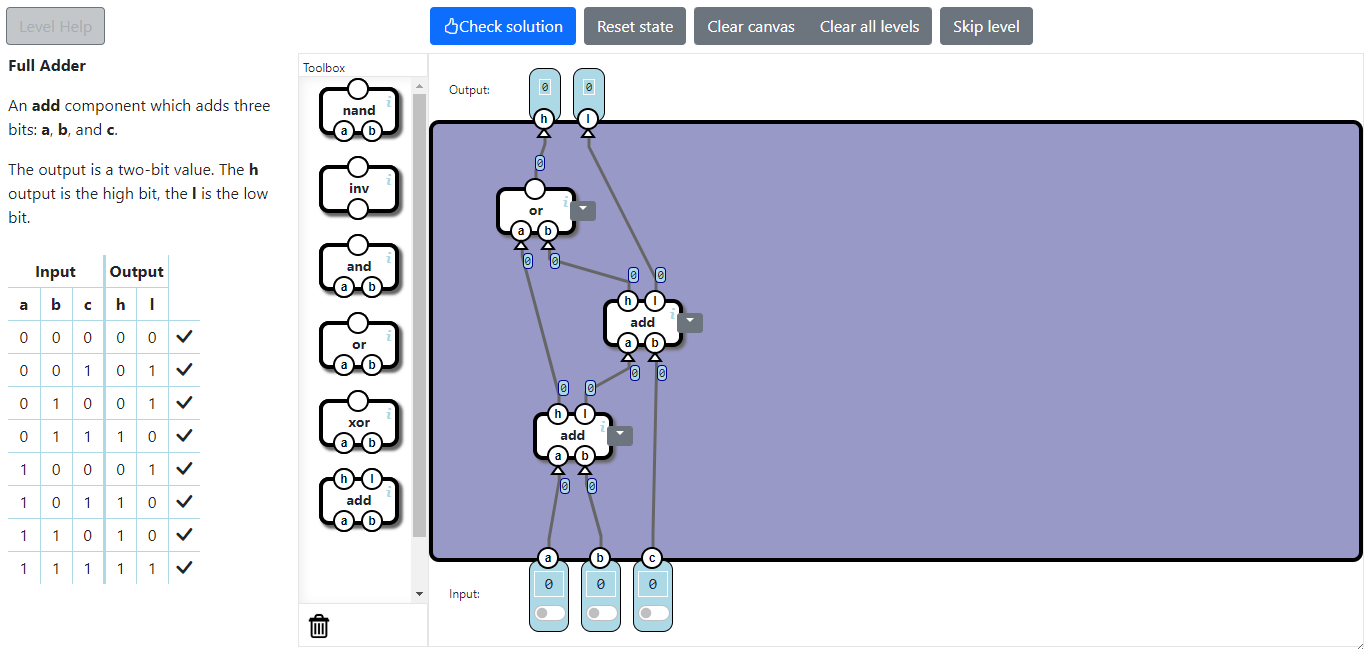 Level Help
Check solution
Reset state
Clear canvas
Clear all levels
Skip level
Full Adder
An add component which adds three
bits: a, b, and c.
The output is a two-bit value. The h
output is the high bit, the l is the low
bit.
Input Output
a b c h l
0 0 0 0 0
0 0 1 0 1
0 1 0 0 1
0 1 1 1 0
1 0 0 0 1
1 0 1 1 0
1 1 0 1 0
1 1 1 1 1
Toolbox
nand
i
a b
inv
i
and
i
a b
or
i
a b
xor
i
a b
h l
add
i
a b
Output:
0 0
h l
0
or
i
a b
0 0
0 0
h l
add
i
a b
0 0
0 0
h l
add
i
a b
0 0
a b c
Input:
0 0 0